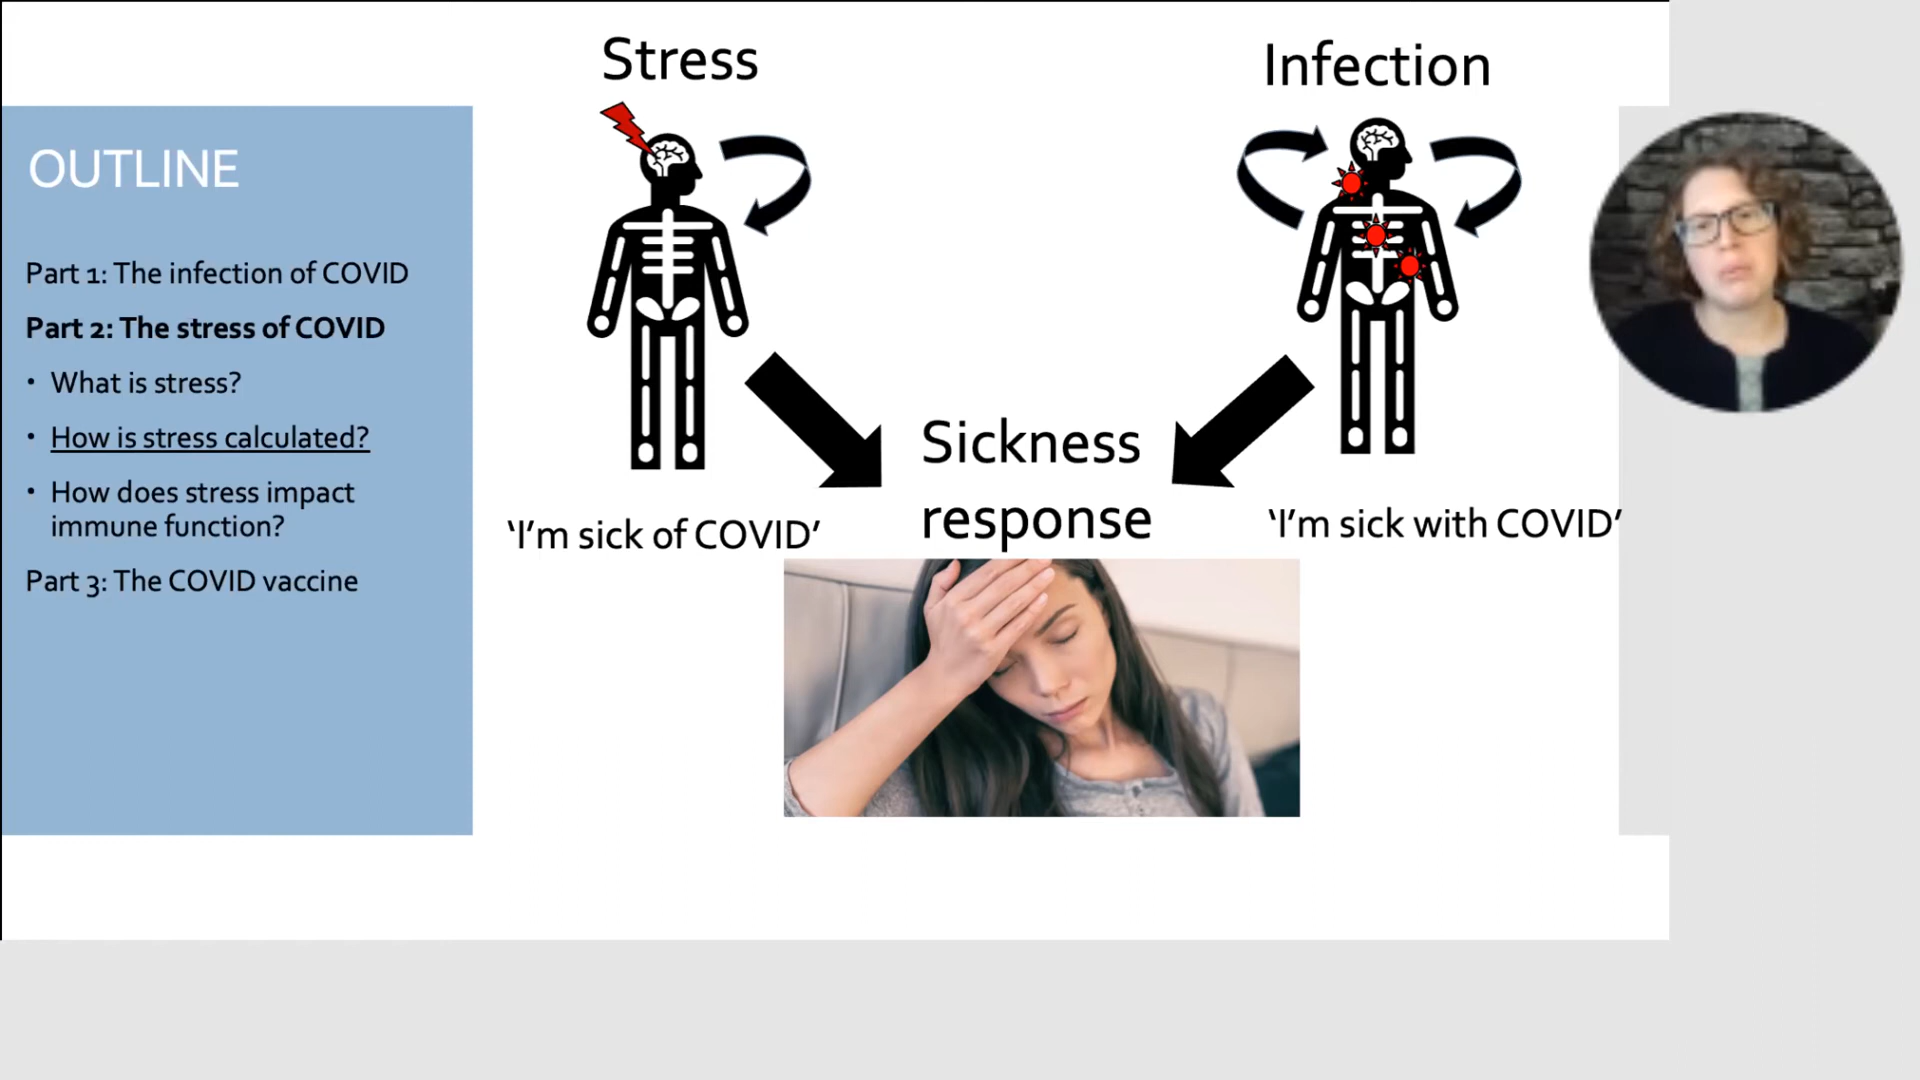 OUTLINE
Part 1: The infection of COVID
Part 2: The stress of COVID
• What is stress?
• How is stress calculated?
• How does stress impact
immune function?
Part 3: The COVID vaccine
Stress
Infection
Sickness
response
‘I’m sick of COVID’
‘I’m sick with COVID’